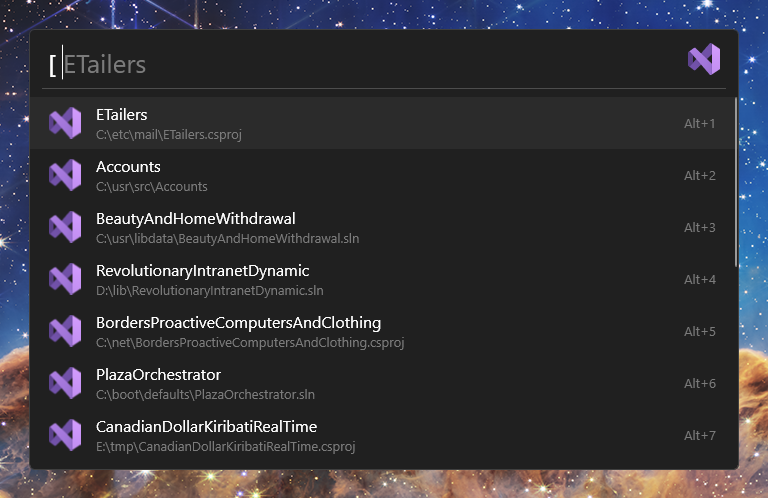 [ ETailers
ETailers
C:\etc\mail\ETailers.csproj
Alt+1
Accounts
C:\usr\src\Accounts
Alt+2
BeautyAndHomeWithdrawal
C:\usr\libdata\BeautyAndHomeWithdrawal.sln
Alt+3
RevolutionaryIntranetDynamic
D:\lib\RevolutionaryIntranetDynamic.sln
Alt+4
BordersProactiveComputersAndClothing
C:\net\BordersProactiveComputersAndClothing.csproj
Alt+5
PlazaOrchestrator
C:\boot\defaults\PlazaOrchestrator.sln
Alt+6
CanadianDollarKiribatiRealTime
E:\tmp\CanadianDollarKiribatiRealTime.csproj
Alt+7